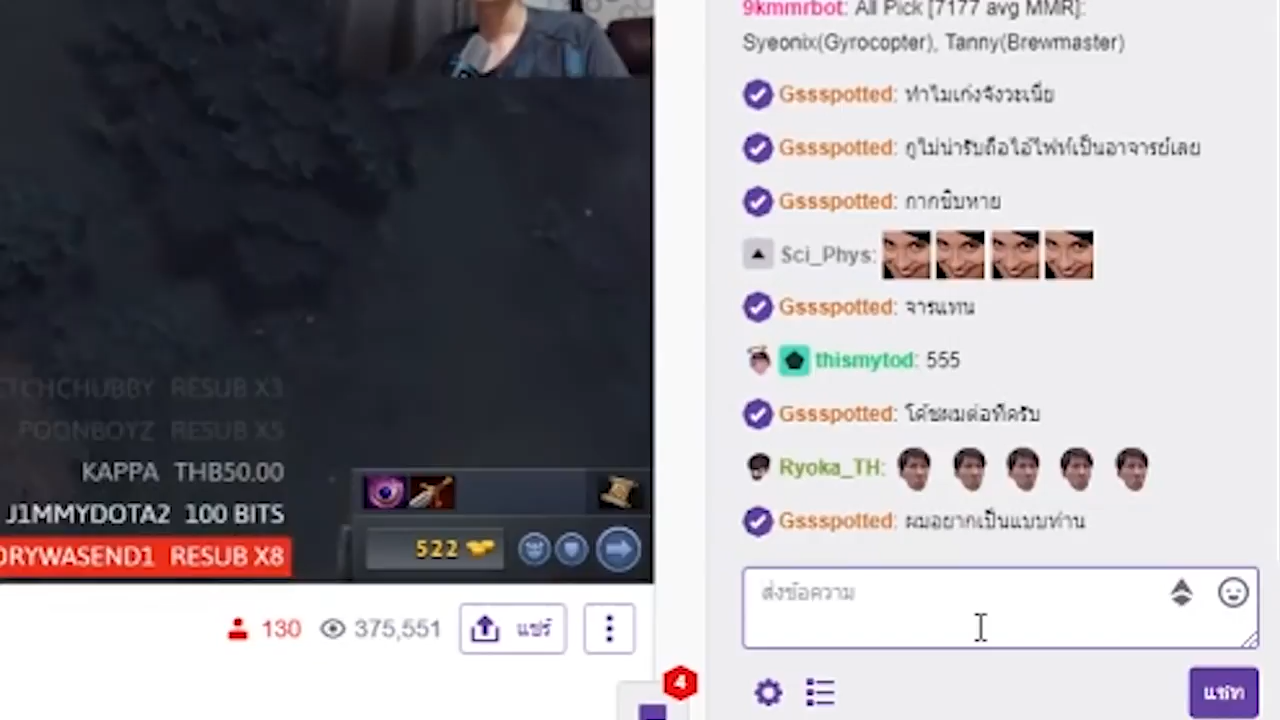 9kmmrbot: All Pick [7177 avg MMR]:
Syeonix(Gyrocopter), Tanny(Brewmaster)
Gssspotted: ทำไมเก่งจังวะเนี่ย
Gssspotted: กูไม่น่ารับถือไอ้ไฟท์เป็นอาจารย์เลย
Gssspotted: กากชิบหาย
Sci_Phys:
Gssspotted: จารแทน
thismytod: 555
Gssspotted: โค้ชผมต่อทีครับ
Ryoka_TH:
Gssspotted: ผมอยากเป็นแบบท่าน
ส่งข้อความ
แชท
TCHCHUBBY RESUB X3
POONBOYZ RESUB X5
KAPPA THB50.00
J1MMYDOTA2 100 BITS
ORYWASEND1 RESUB X8
522
130
375,551
แชร์
4